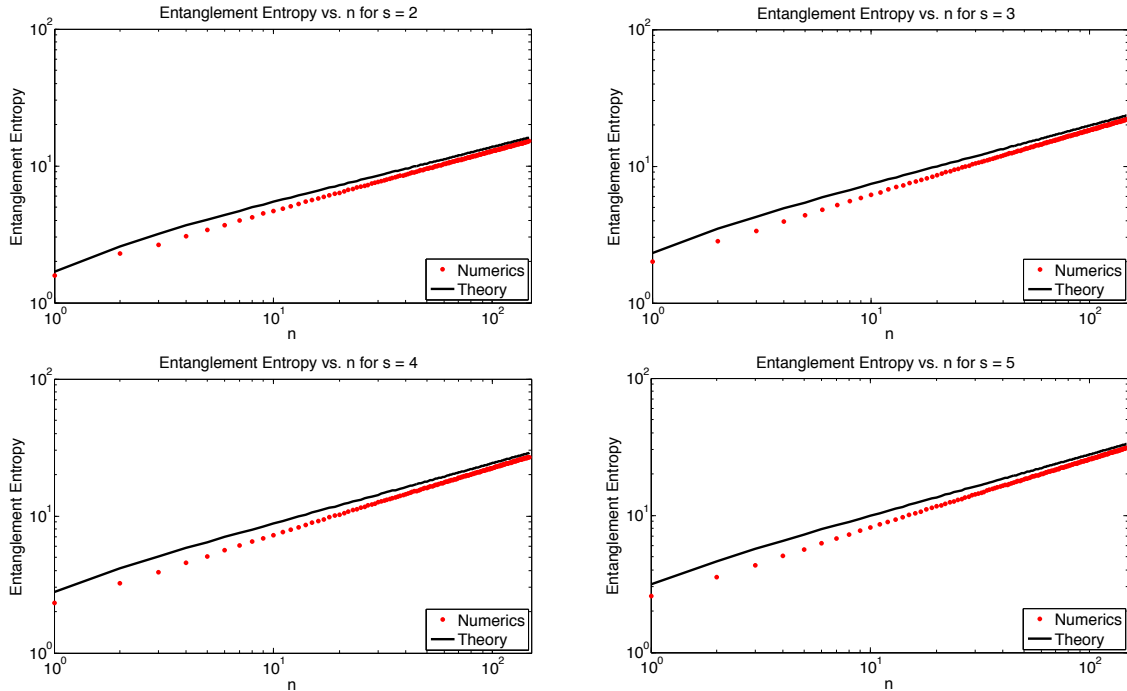 Entanglement Entropy vs. n for s = 2
10^2
10^1
10^0
Entanglement Entropy
Numerics
Theory
10^0
10^1
10^2
n
Entanglement Entropy vs. n for s = 3
10^2
10^1
10^0
Entanglement Entropy
Numerics
Theory
10^0
10^1
10^2
n
Entanglement Entropy vs. n for s = 4
10^2
10^1
10^0
Entanglement Entropy
Numerics
Theory
10^0
10^1
10^2
n
Entanglement Entropy vs. n for s = 5
10^2
10^1
10^0
Entanglement Entropy
Numerics
Theory
10^0
10^1
10^2
n